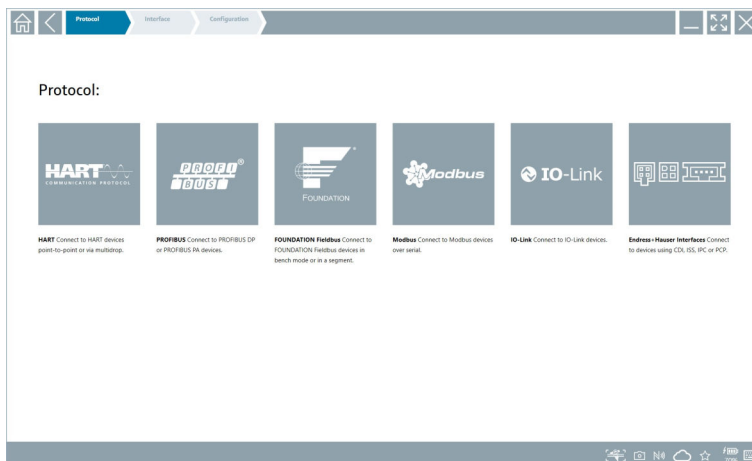 Protocol
Interface
Configuration
Protocol:
HART
COMMUNICATION PROTOCOL
PROFI
BUS
FOUNDATION
Modbus
IO-Link
HART Connect to HART devices
point-to-point or via multidrop.
PROFIBUS Connect to PROFIBUS DP
or PROFIBUS PA devices.
FOUNDATION Fieldbus Connect to
FOUNDATION Fieldbus devices in
bench mode or in a segment.
Modbus Connect to Modbus devices
over serial.
IO-Link Connect to IO-Link devices.
Endress+Hauser Interfaces Connect
to devices using CDI, ISS, IPC or PCP.